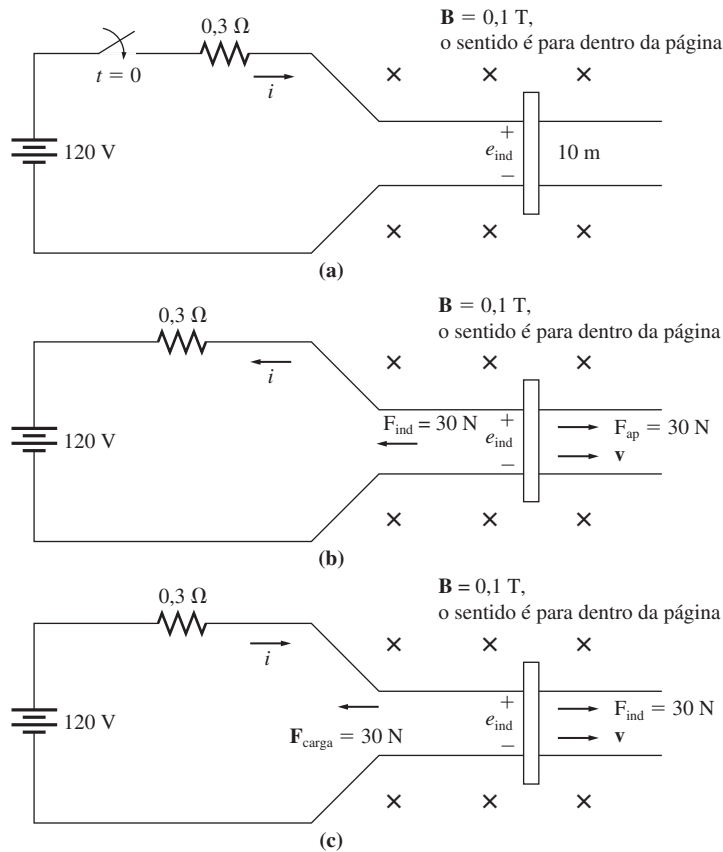 B = 0,1 T,
o sentido é para dentro da página
0,3 Ω
t = 0
i
120 V
+
e_ind
–
10 m
(a)
B = 0,1 T,
o sentido é para dentro da página
0,3 Ω
i
120 V
F_ind = 30 N
+
e_ind
–
F_ap = 30 N
v
(b)
B = 0,1 T,
o sentido é para dentro da página
0,3 Ω
i
120 V
F_carga = 30 N
+
e_ind
–
F_ind = 30 N
v
(c)